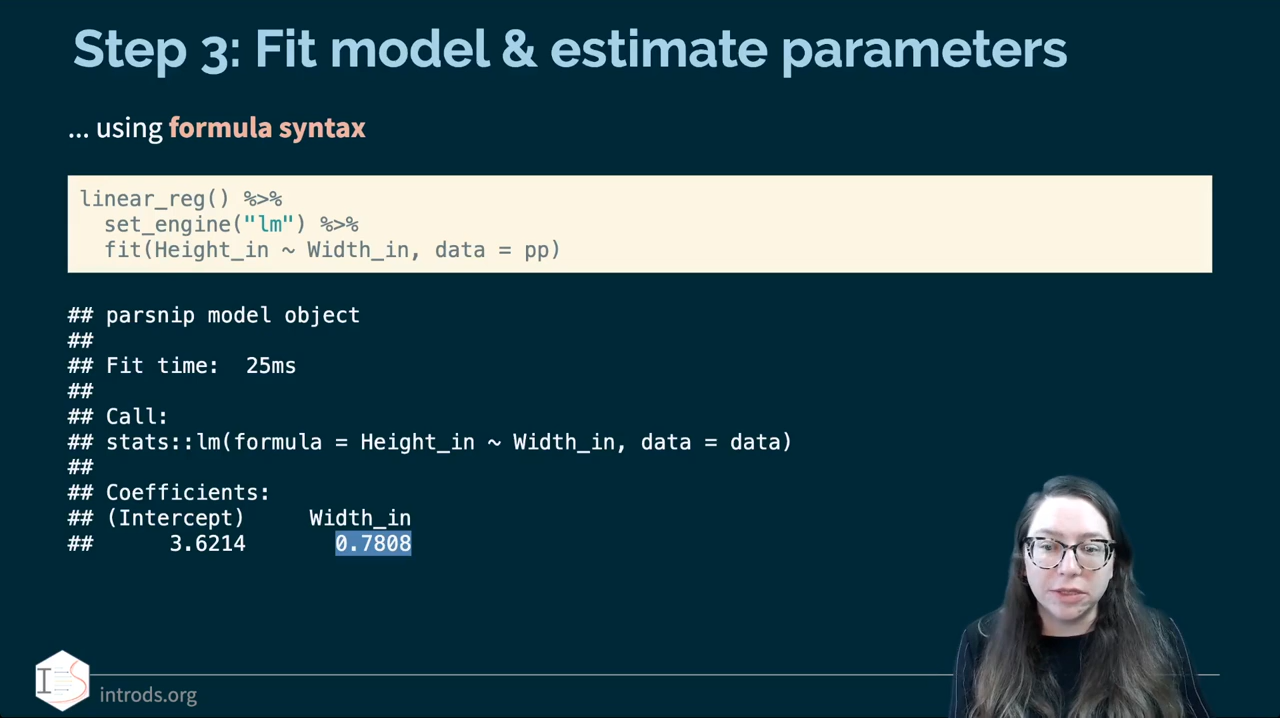 Step 3: Fit model & estimate parameters
... using formula syntax
linear_reg() %>%
set_engine("lm") %>%
fit(Height_in ~ Width_in, data = pp)
## parsnip model object
##
## Fit time:  25ms
##
## Call:
## stats::lm(formula = Height_in ~ Width_in, data = data)
##
## Coefficients:
## (Intercept)     Width_in
##      3.6214       0.7808
IS
introds.org